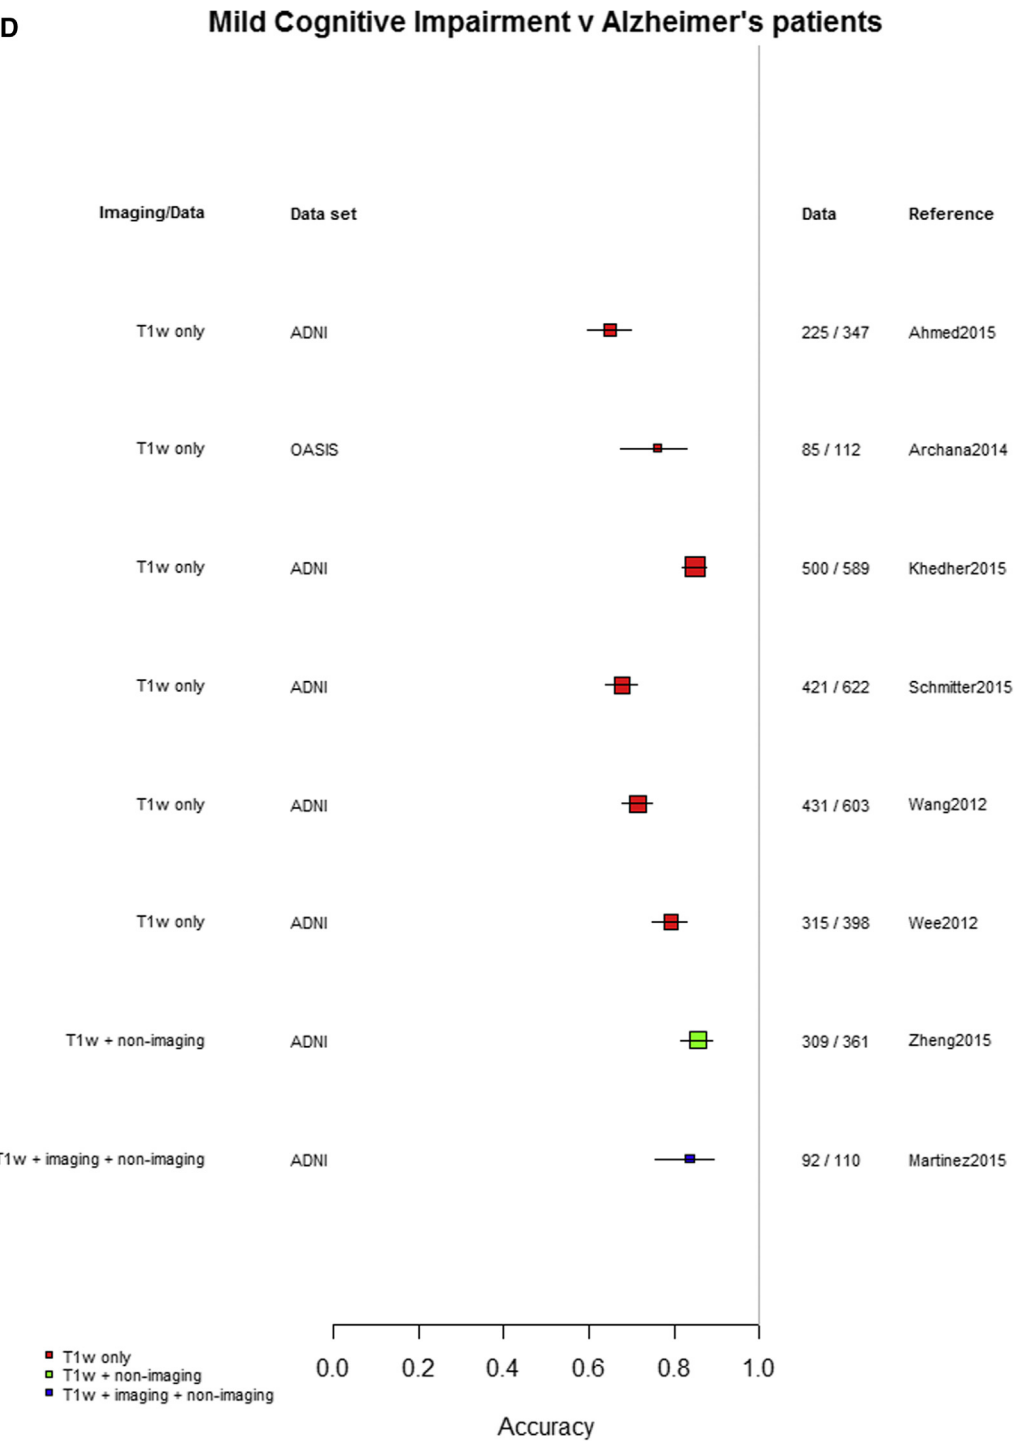 D
Mild Cognitive Impairment v Alzheimer's patients
Imaging/Data Data set Data Reference
T1w only ADNI 225 / 347 Ahmed2015
T1w only OASIS 85 / 112 Archana2014
T1w only ADNI 500 / 589 Khedher2015
T1w only ADNI 421 / 622 Schmitter2015
T1w only ADNI 431 / 603 Wang2012
T1w only ADNI 315 / 398 Wee2012
T1w + non-imaging ADNI 309 / 361 Zheng2015
T1w + imaging + non-imaging ADNI 92 / 110 Martinez2015
0.0 0.2 0.4 0.6 0.8 1.0
Accuracy
T1w only
T1w + non-imaging
T1w + imaging + non-imaging